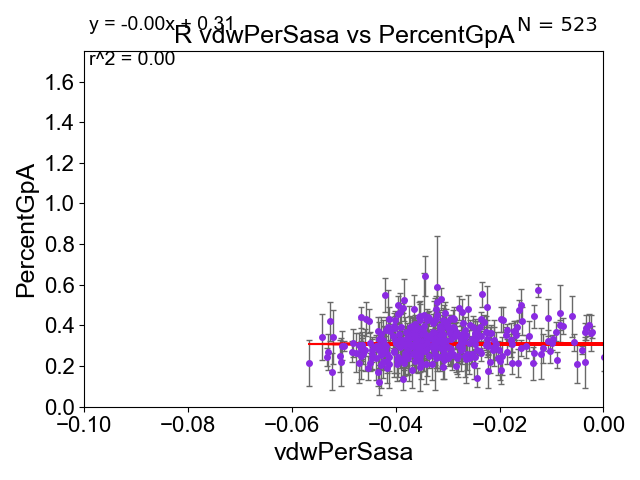 y = -0.00x + 0.31
N = 523
R vdwPerSasa vs PercentGpA
r^2 = 0.00
1.6
1.4
1.2
1.0
0.8
0.6
0.4
0.2
0.0
PercentGpA
−0.10 −0.08 −0.06 −0.04 −0.02 0.00
vdwPerSasa